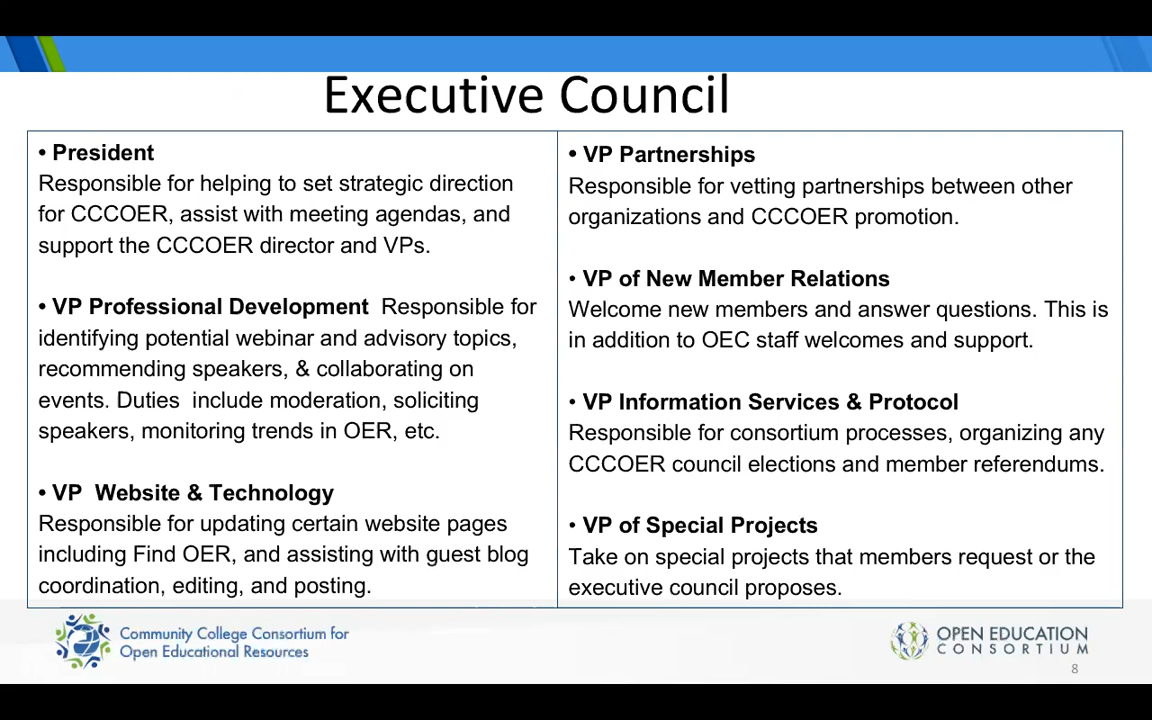 Executive Council
• President
Responsible for helping to set strategic direction
for CCCOER, assist with meeting agendas, and
support the CCCOER director and VPs.
• VP Professional Development  Responsible for
identifying potential webinar and advisory topics,
recommending speakers, & collaborating on
events. Duties  include moderation, soliciting
speakers, monitoring trends in OER, etc.
• VP  Website & Technology
Responsible for updating certain website pages
including Find OER, and assisting with guest blog
coordination, editing, and posting.
• VP Partnerships
Responsible for vetting partnerships between other
organizations and CCCOER promotion.
• VP of New Member Relations
Welcome new members and answer questions. This is
in addition to OEC staff welcomes and support.
• VP Information Services & Protocol
Responsible for consortium processes, organizing any
CCCOER council elections and member referendums.
• VP of Special Projects
Take on special projects that members request or the
executive council proposes.
Community College Consortium for
Open Educational Resources
OPEN EDUCATION
CONSORTIUM
8